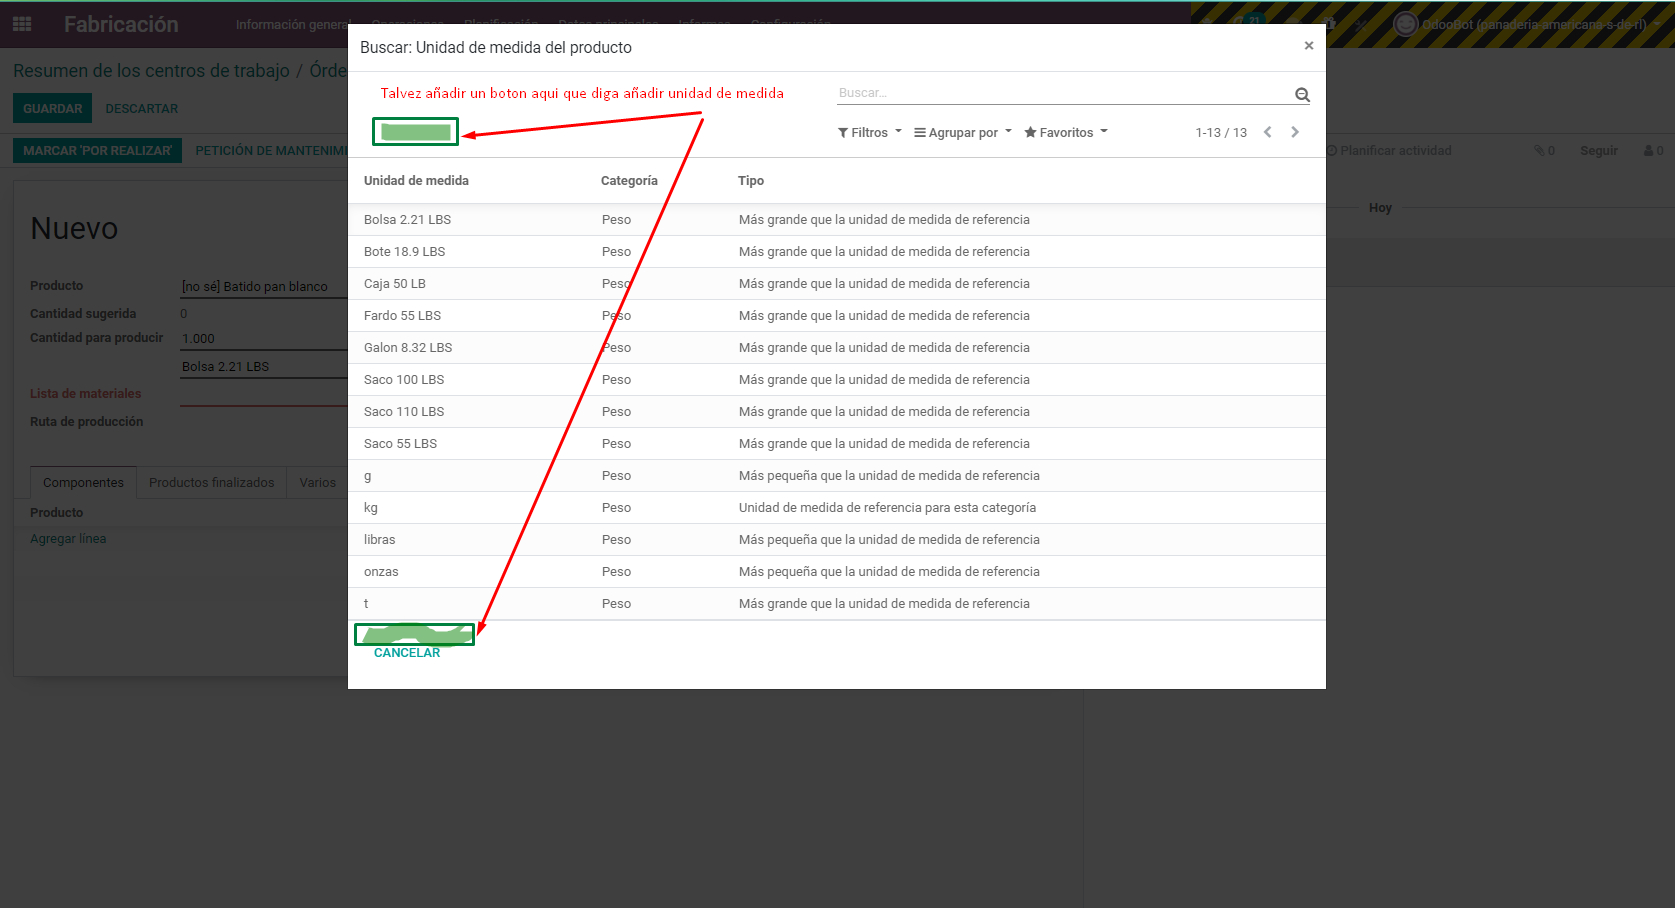 Fabricación
Información general Operaciones Planificación Datos principales Informes Configuración
21
OdooBot (panaderia-americana-s-de-rl)
Resumen de los centros de trabajo / Órde
GUARDAR DESCARTAR
MARCAR 'POR REALIZAR' PETICIÓN DE MANTENIMI
Planificar actividad 0 Seguir 0
Hoy
Nuevo
Producto [no sé] Batido pan blanco
Cantidad sugerida 0
Cantidad para producir 1.000
Bolsa 2.21 LBS
Lista de materiales
Ruta de producción
Componentes Productos finalizados Varios
Producto
Agregar línea
Buscar: Unidad de medida del producto ×
Talvez añadir un boton aqui que diga añadir unidad de medida
Buscar...
Filtros Agrupar por Favoritos 1-13 / 13
Unidad de medida Categoría Tipo
Bolsa 2.21 LBS Peso Más grande que la unidad de medida de referencia
Bote 18.9 LBS Peso Más grande que la unidad de medida de referencia
Caja 50 LB Peso Más grande que la unidad de medida de referencia
Fardo 55 LBS Peso Más grande que la unidad de medida de referencia
Galon 8.32 LBS Peso Más grande que la unidad de medida de referencia
Saco 100 LBS Peso Más grande que la unidad de medida de referencia
Saco 110 LBS Peso Más grande que la unidad de medida de referencia
Saco 55 LBS Peso Más grande que la unidad de medida de referencia
g Peso Más pequeña que la unidad de medida de referencia
kg Peso Unidad de medida de referencia para esta categoría
libras Peso Más pequeña que la unidad de medida de referencia
onzas Peso Más pequeña que la unidad de medida de referencia
t Peso Más grande que la unidad de medida de referencia
CANCELAR